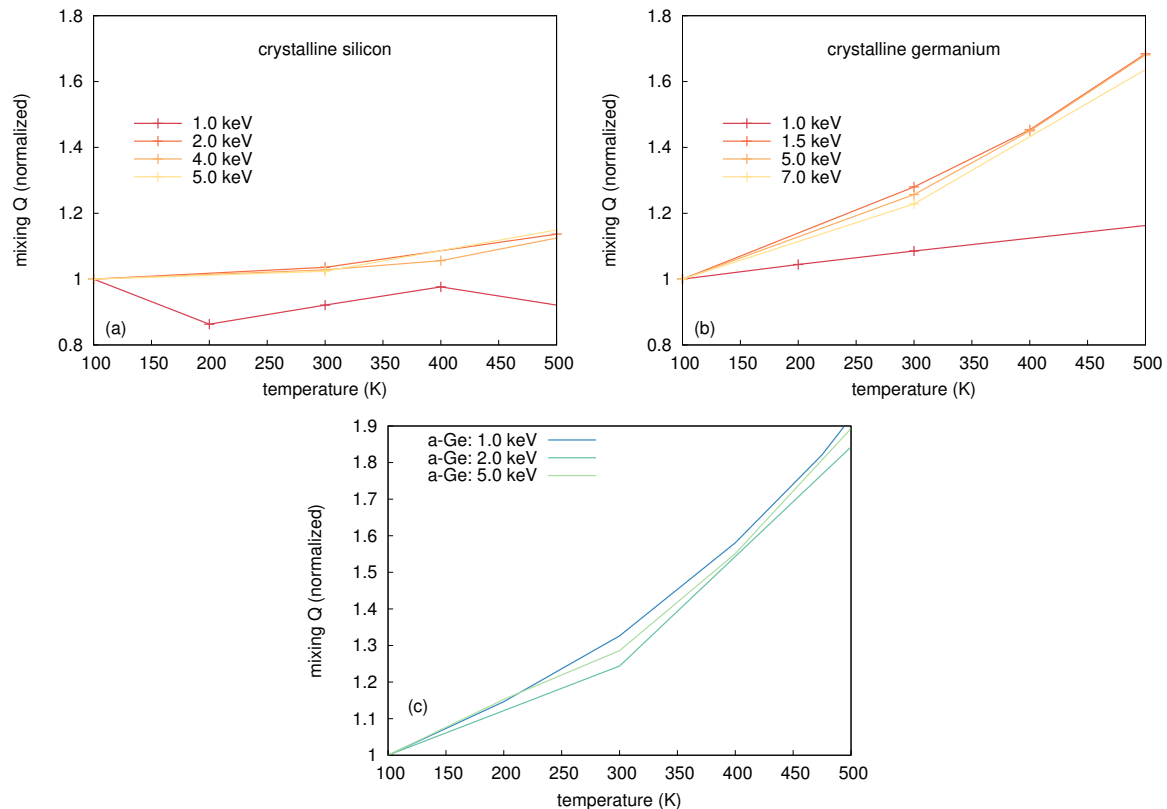 crystalline silicon
1.0 keV
2.0 keV
4.0 keV
5.0 keV
mixing Q (normalized)
1.8
1.6
1.4
1.2
1
0.8
(a)
100 150 200 250 300 350 400 450 500
temperature (K)
crystalline germanium
1.0 keV
1.5 keV
5.0 keV
7.0 keV
mixing Q (normalized)
1.8
1.6
1.4
1.2
1
0.8
(b)
100 150 200 250 300 350 400 450 500
temperature (K)
a-Ge: 1.0 keV
a-Ge: 2.0 keV
a-Ge: 5.0 keV
mixing Q (normalized)
1.9
1.8
1.7
1.6
1.5
1.4
1.3
1.2
1.1
1
(c)
100 150 200 250 300 350 400 450 500
temperature (K)